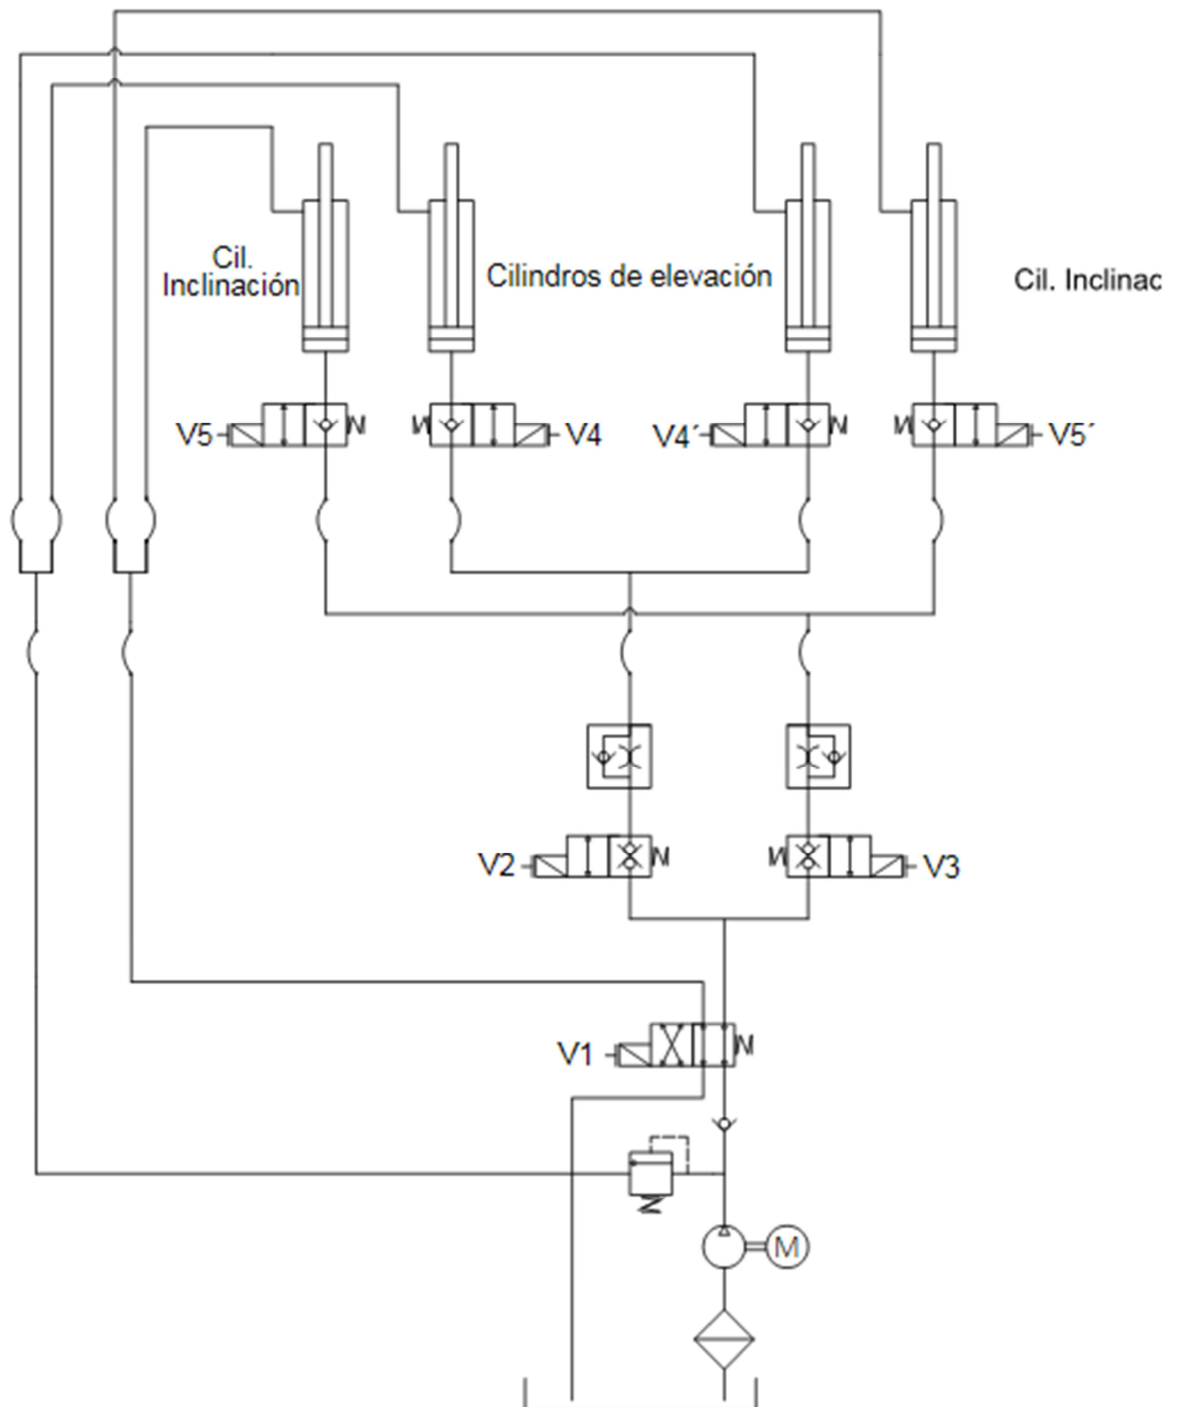 Cil.
Inclinación
Cilindros de elevación
Cil. Inclinac
V5
V4
V4´
V5´
V2
V3
V1
M